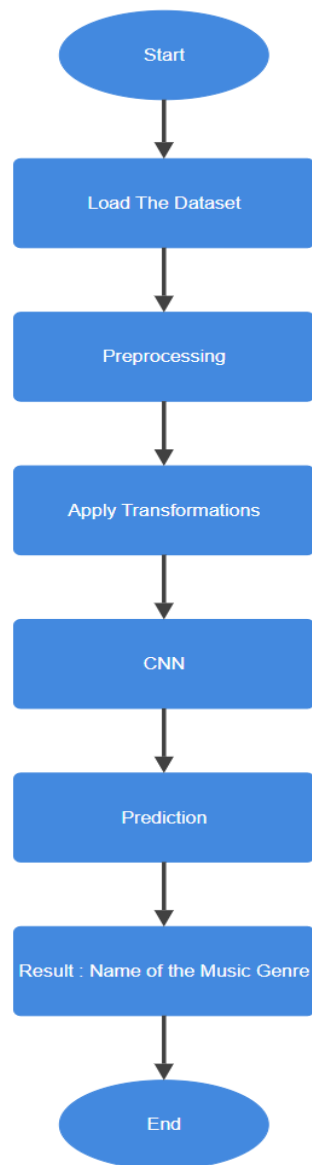 Start
Load The Dataset
Preprocessing
Apply Transformations
CNN
Prediction
Result : Name of the Music Genre
End